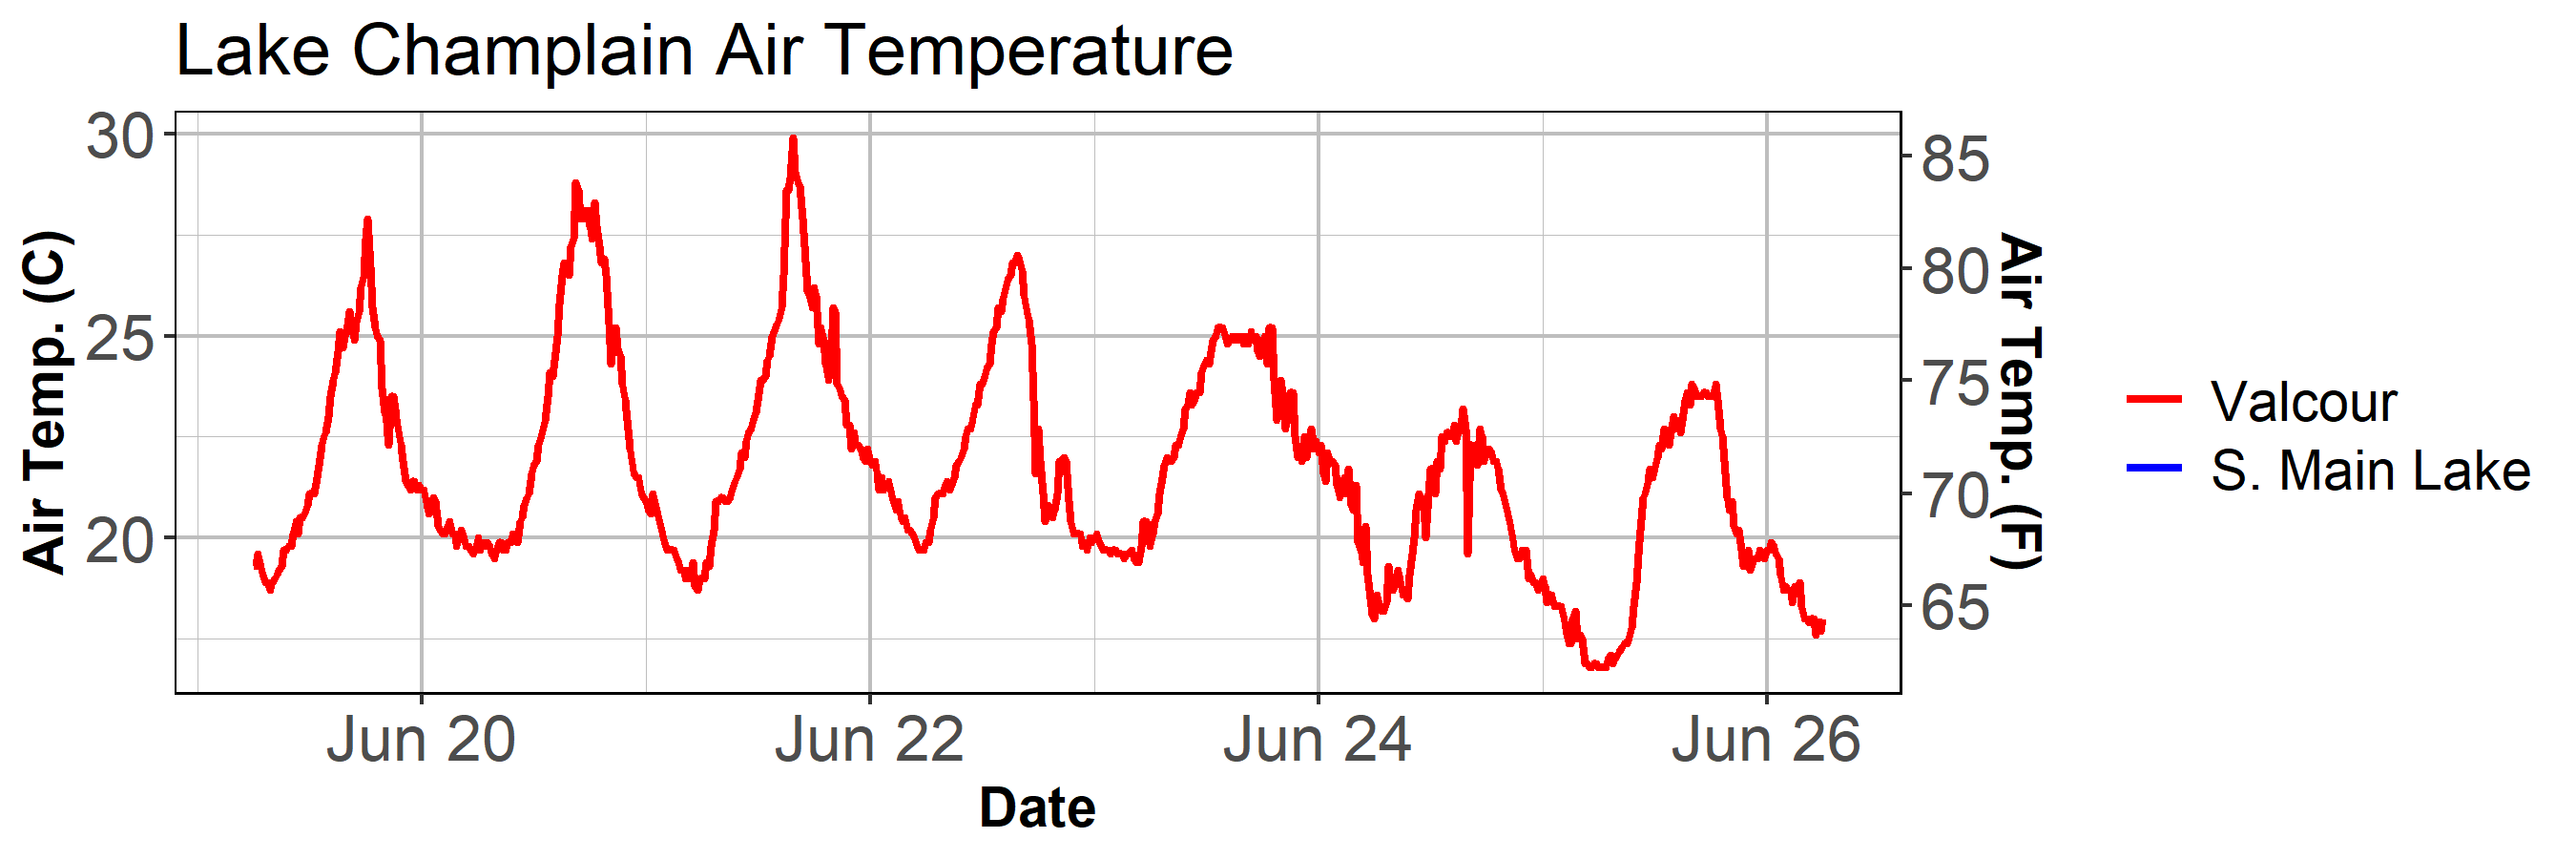 Lake Champlain Air Temperature
Air Temp. (C)
30
25
20
85
80
75
70
65
Air Temp. (F)
Jun 20
Jun 22
Jun 24
Jun 26
Date
Valcour
S. Main Lake